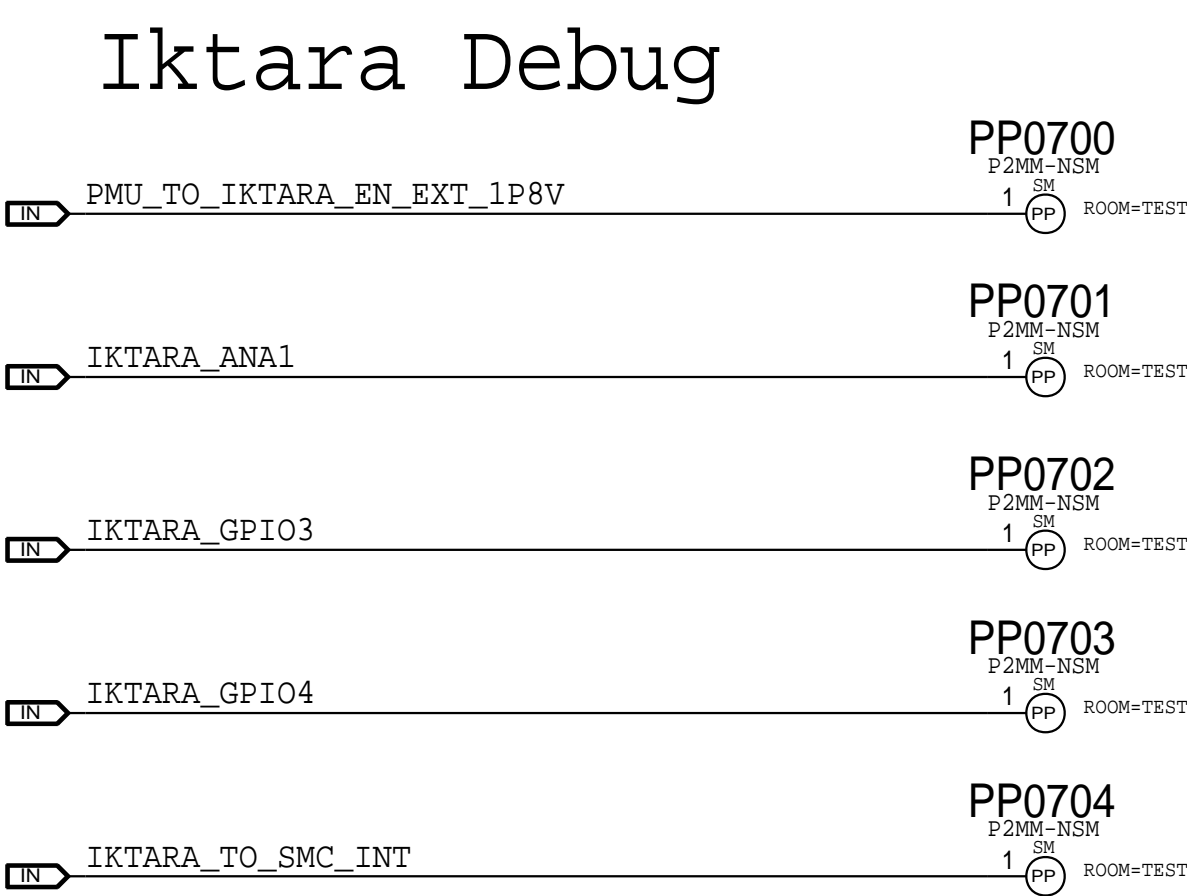 Iktara Debug
PP0700
P2MM-NSM
SM
IN PMU_TO_IKTARA_EN_EXT_1P8V 1 PP ROOM=TEST
PP0701
P2MM-NSM
SM
IN IKTARA_ANA1 1 PP ROOM=TEST
PP0702
P2MM-NSM
SM
IN IKTARA_GPIO3 1 PP ROOM=TEST
PP0703
P2MM-NSM
SM
IN IKTARA_GPIO4 1 PP ROOM=TEST
PP0704
P2MM-NSM
SM
IN IKTARA_TO_SMC_INT 1 PP ROOM=TEST